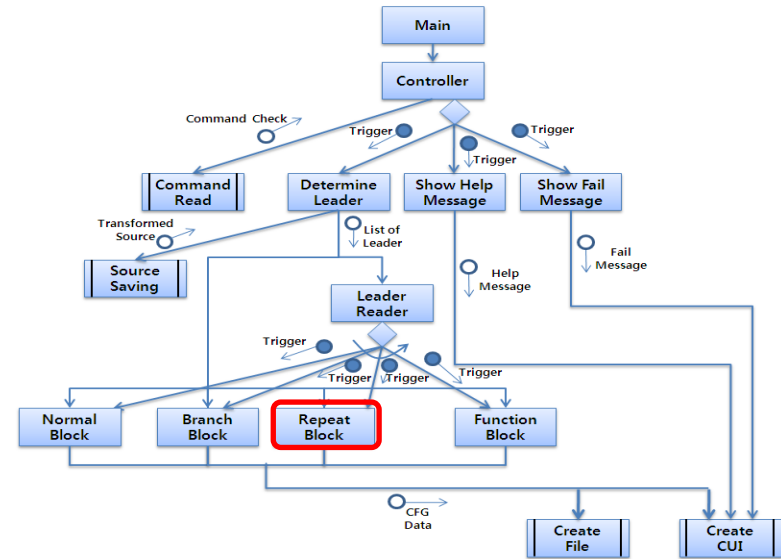 Main
Controller
Command Check
Trigger
Trigger
Trigger
Command
Read
Determine
Leader
Show Help
Message
Show Fail
Message
Transformed
Source
List of
Leader
Source
Saving
Help
Message
Fail
Message
Leader
Reader
Trigger
Trigger
Trigger
Trigger
Normal
Block
Branch
Block
Repeat
Block
Function
Block
CFG
Data
Create
File
Create
CUI